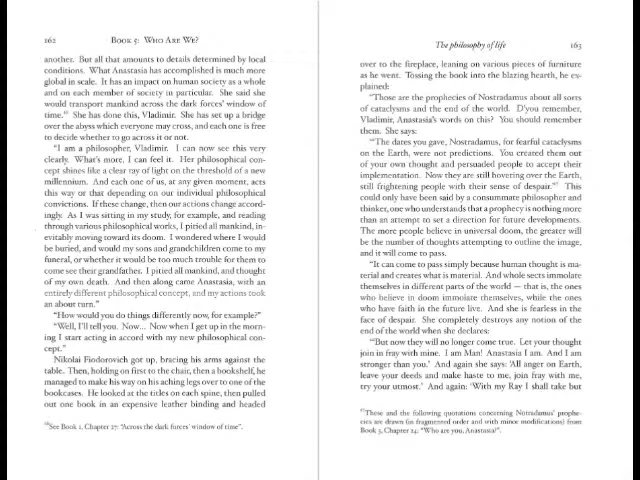 162 BOOK 5: WHO ARE WE?
another. But all that amounts to details determined by local
conditions. What Anastasia has accomplished is much more
global in scale. It has an impact on human society as a whole
and on each member of society in particular. She said she
would transport mankind across the dark forces' window of
time." She has done this, Vladimir. She has set up a bridge
over the abyss which everyone may cross, and each one is free
to decide whether to go across it or not.
"I am a philosopher, Vladimir. I can now see this very
clearly. What's more, I can feel it. Her philosophical con-
cept shines like a clear ray of light on the threshold of a new
millennium. And each one of us, at any given moment, acts
this way or that depending on our individual philosophical
convictions. If these change, then our actions change accord-
ingly. As I was sitting in my study, for example, and reading
through various philosophical works, I pitied all mankind, in-
evitably moving toward its doom. I wondered where I would
be buried, and would my sons and grandchildren come to my
funeral, or whether it would be too much trouble for them to
come see their grandfather. I pitied all mankind, and thought
of my own death. And then along came Anastasia, with an
entirely different philosophical concept, and my actions took
an about turn."
"How would you do things differently now, for example?"
"Well, I'll tell you. Now... Now when I get up in the morn-
ing I start acting in accord with my new philosophical con-
cept."
Nikolai Fiodorovich got up, bracing his arms against the
table. Then, holding on first to the chair, then a bookshelf, he
managed to make his way on his aching legs over to one of the
bookcases. He looked at the titles on each spine, then pulled
out one book in an expensive leather binding and headed
See Book 1, Chapter 27: "Across the dark forces' window of time".
The philosophy of life 163
over to the fireplace, leaning on various pieces of furniture
as he went. Tossing the book into the blazing hearth, he ex-
plained:
"Those are the prophecies of Nostradamus about all sorts
of cataclysms and the end of the world. D'you remember,
Vladimir, Anastasia's words on this? You should remember
them. She says:
"'The dates you gave, Nostradamus, for fearful cataclysms
on the Earth, were not predictions. You created them out
of your own thought and persuaded people to accept their
implementation. Now they are still hovering over the Earth,
still frightening people with their sense of despair.' This
could only have been said by a consummate philosopher and
thinker, one who understands that a prophecy is nothing more
than an attempt to set a direction for future developments.
The more people believe in universal doom, the greater will
be the number of thoughts attempting to outline the image,
and it will come to pass.
"It can come to pass simply because human thought is ma-
terial and creates what is material. And whole sects immolate
themselves in different parts of the world — that is, the ones
who believe in doom immolate themselves, while the ones
who have faith in the future live. And she is fearless in the
face of despair. She completely destroys any notion of the
end of the world when she declares:
"'But now they will no longer come true. Let your thought
join in fray with mine. I am Man! Anastasia I am. And I am
stronger than you.' And again she says: 'All anger on Earth,
leave your deeds and make haste to me, join fray with me,
try your utmost.' And again: 'With my Ray I shall take but
These and the following quotations concerning Nostradamus' prophe-
cies are drawn (in fragmented order and with minor modifications) from
Book 3, Chapter 24: "Who are you, Anastasia?".